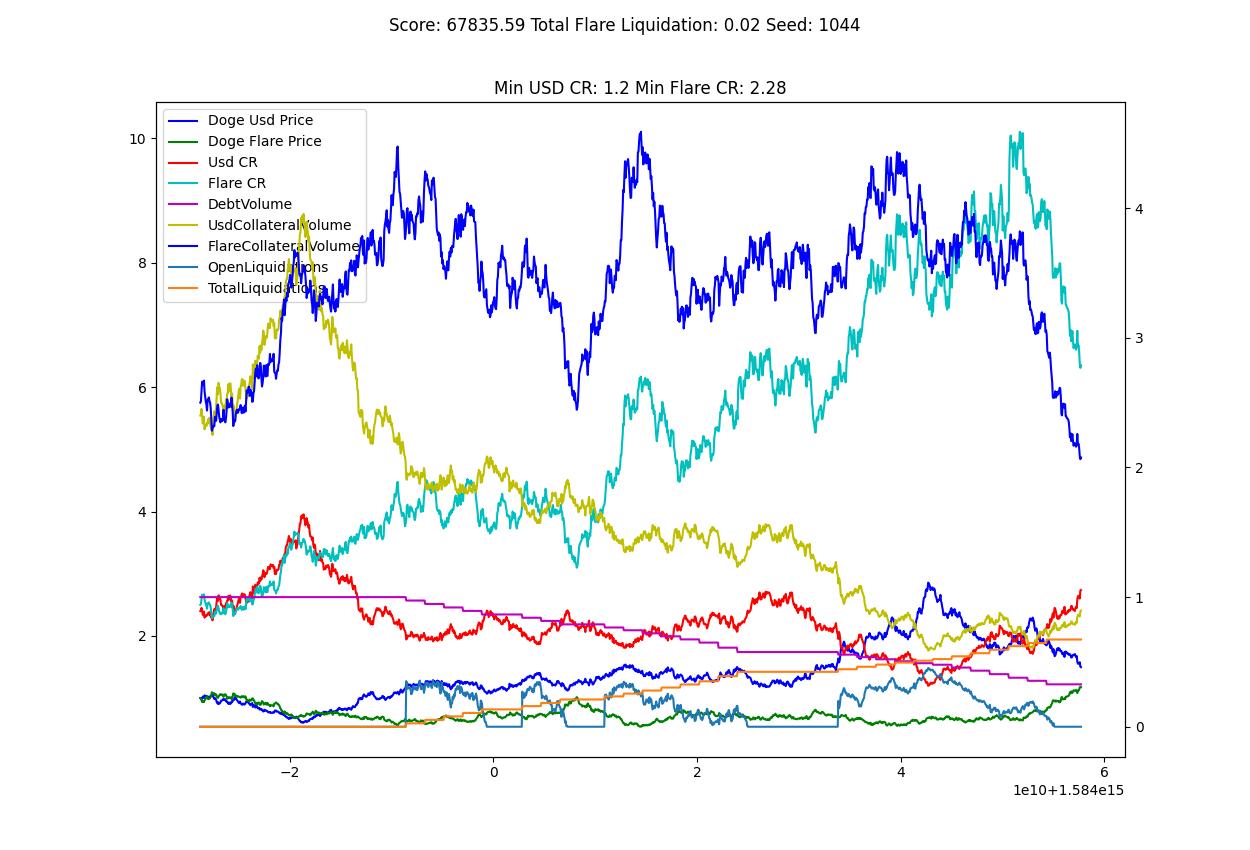 Score: 67835.59 Total Flare Liquidation: 0.02 Seed: 1044
Min USD CR: 1.2 Min Flare CR: 2.28
Doge Usd Price
Doge Flare Price
Usd CR
Flare CR
DebtVolume
UsdCollateralVolume
FlareCollateralVolume
OpenLiquidations
TotalLiquidations
10
8
6
4
2
4
3
2
1
0
−2
0
2
4
6
1e10+1.584e15